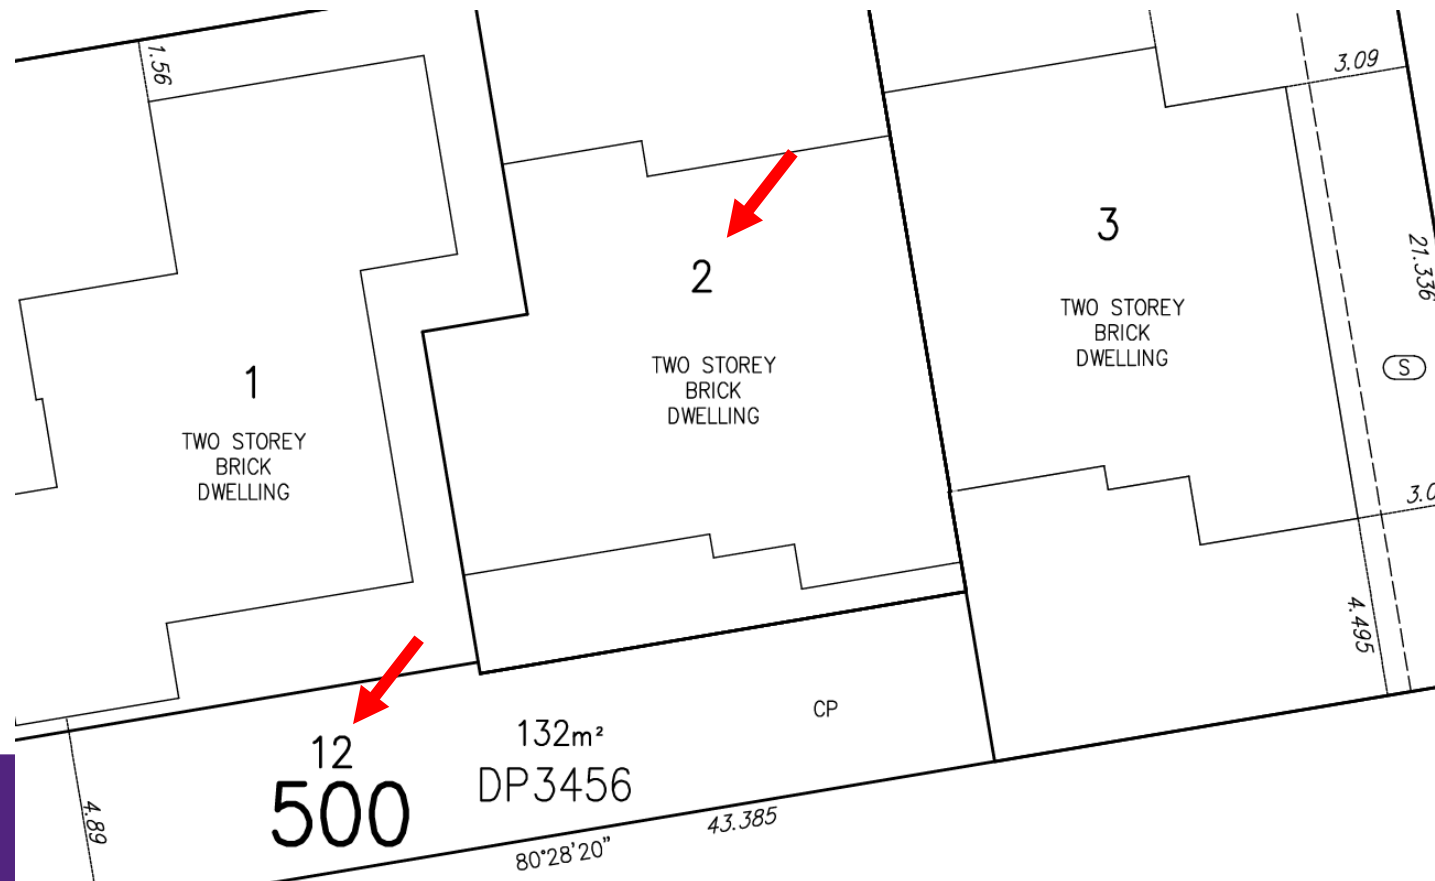 1.56
3.09
3
2
21.336
TWO STOREY
BRICK
DWELLING
S
TWO STOREY
BRICK
DWELLING
1
TWO STOREY
BRICK
DWELLING
3.0
4.495
CP
132m²
12
DP3456
500
4.89
43.385
80°28'20"